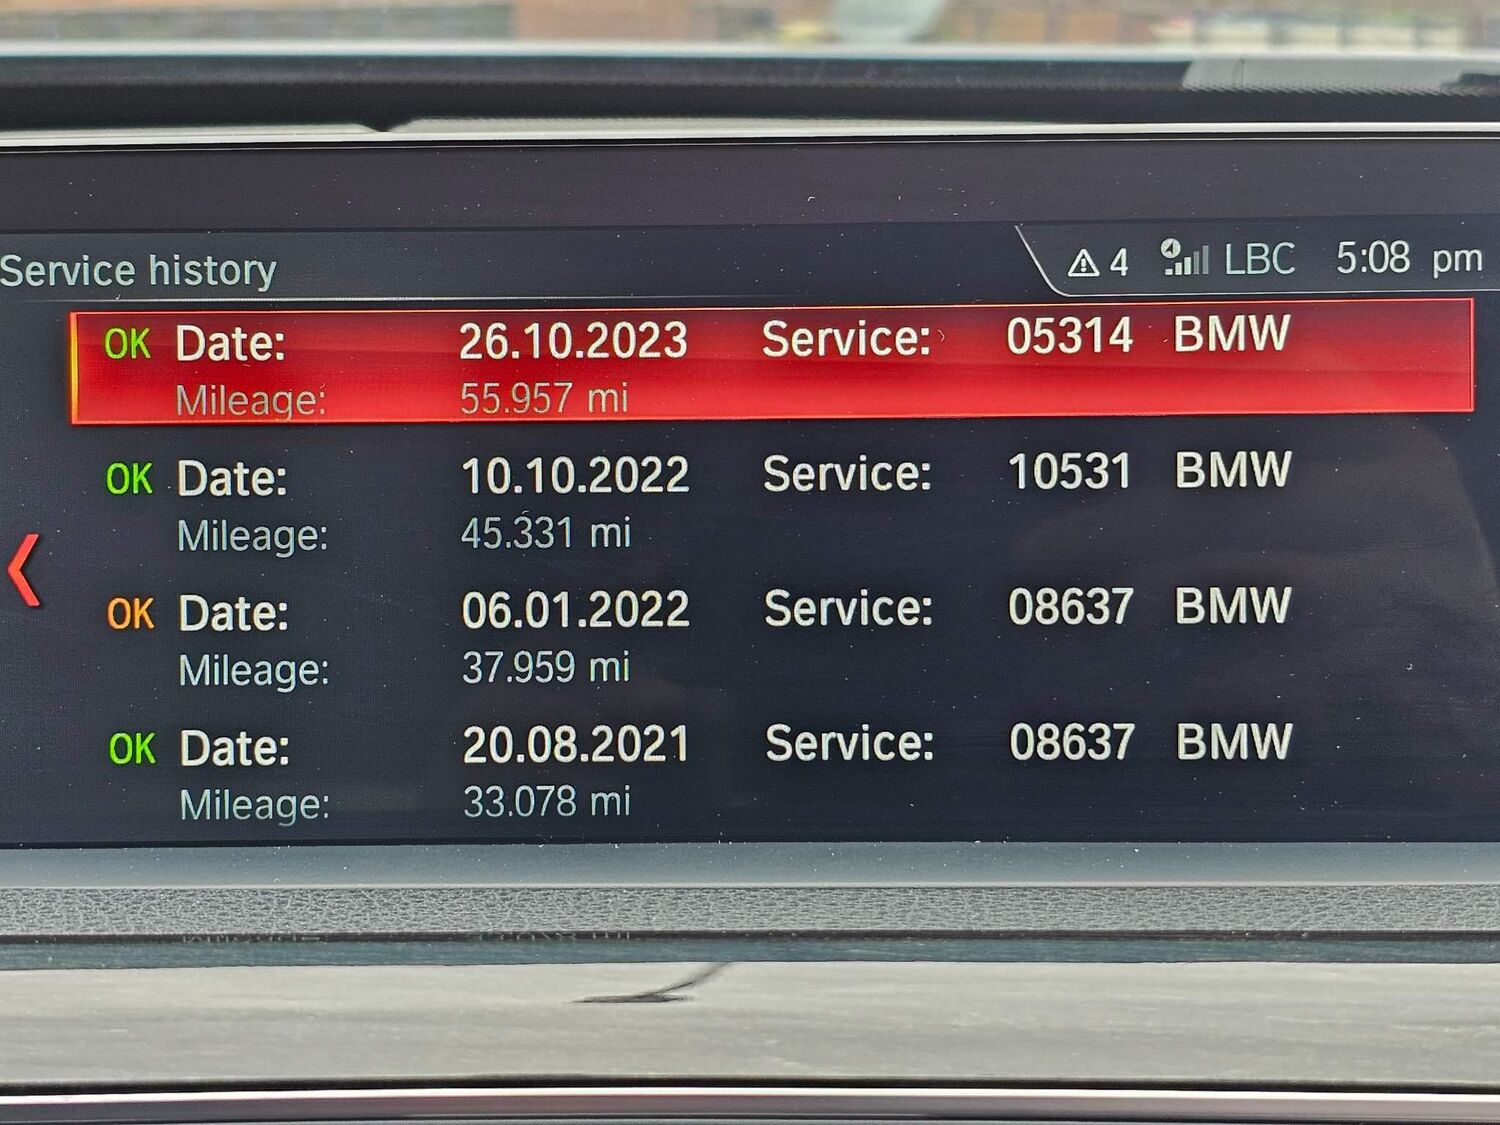 Service history 4 LBC 5:08 pm
OK Date: 26.10.2023 Service: 05314 BMW
Mileage: 55.957 mi
OK Date: 10.10.2022 Service: 10531 BMW
Mileage: 45.331 mi
OK Date: 06.01.2022 Service: 08637 BMW
Mileage: 37.959 mi
OK Date: 20.08.2021 Service: 08637 BMW
Mileage: 33.078 mi